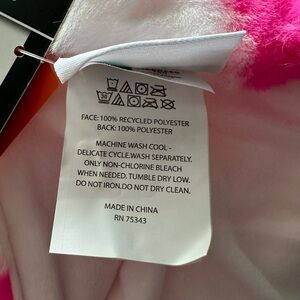 FACE: 100% RECYCLED POLYESTER
BACK: 100% POLYESTER
MACHINE WASH COOL -
DELICATE CYCLE.WASH SEPARATELY.
ONLY NON-CHLORINE BLEACH
WHEN NEEDED. TUMBLE DRY LOW.
DO NOT IRON.DO NOT DRY CLEAN.
MADE IN CHINA
RN 75343